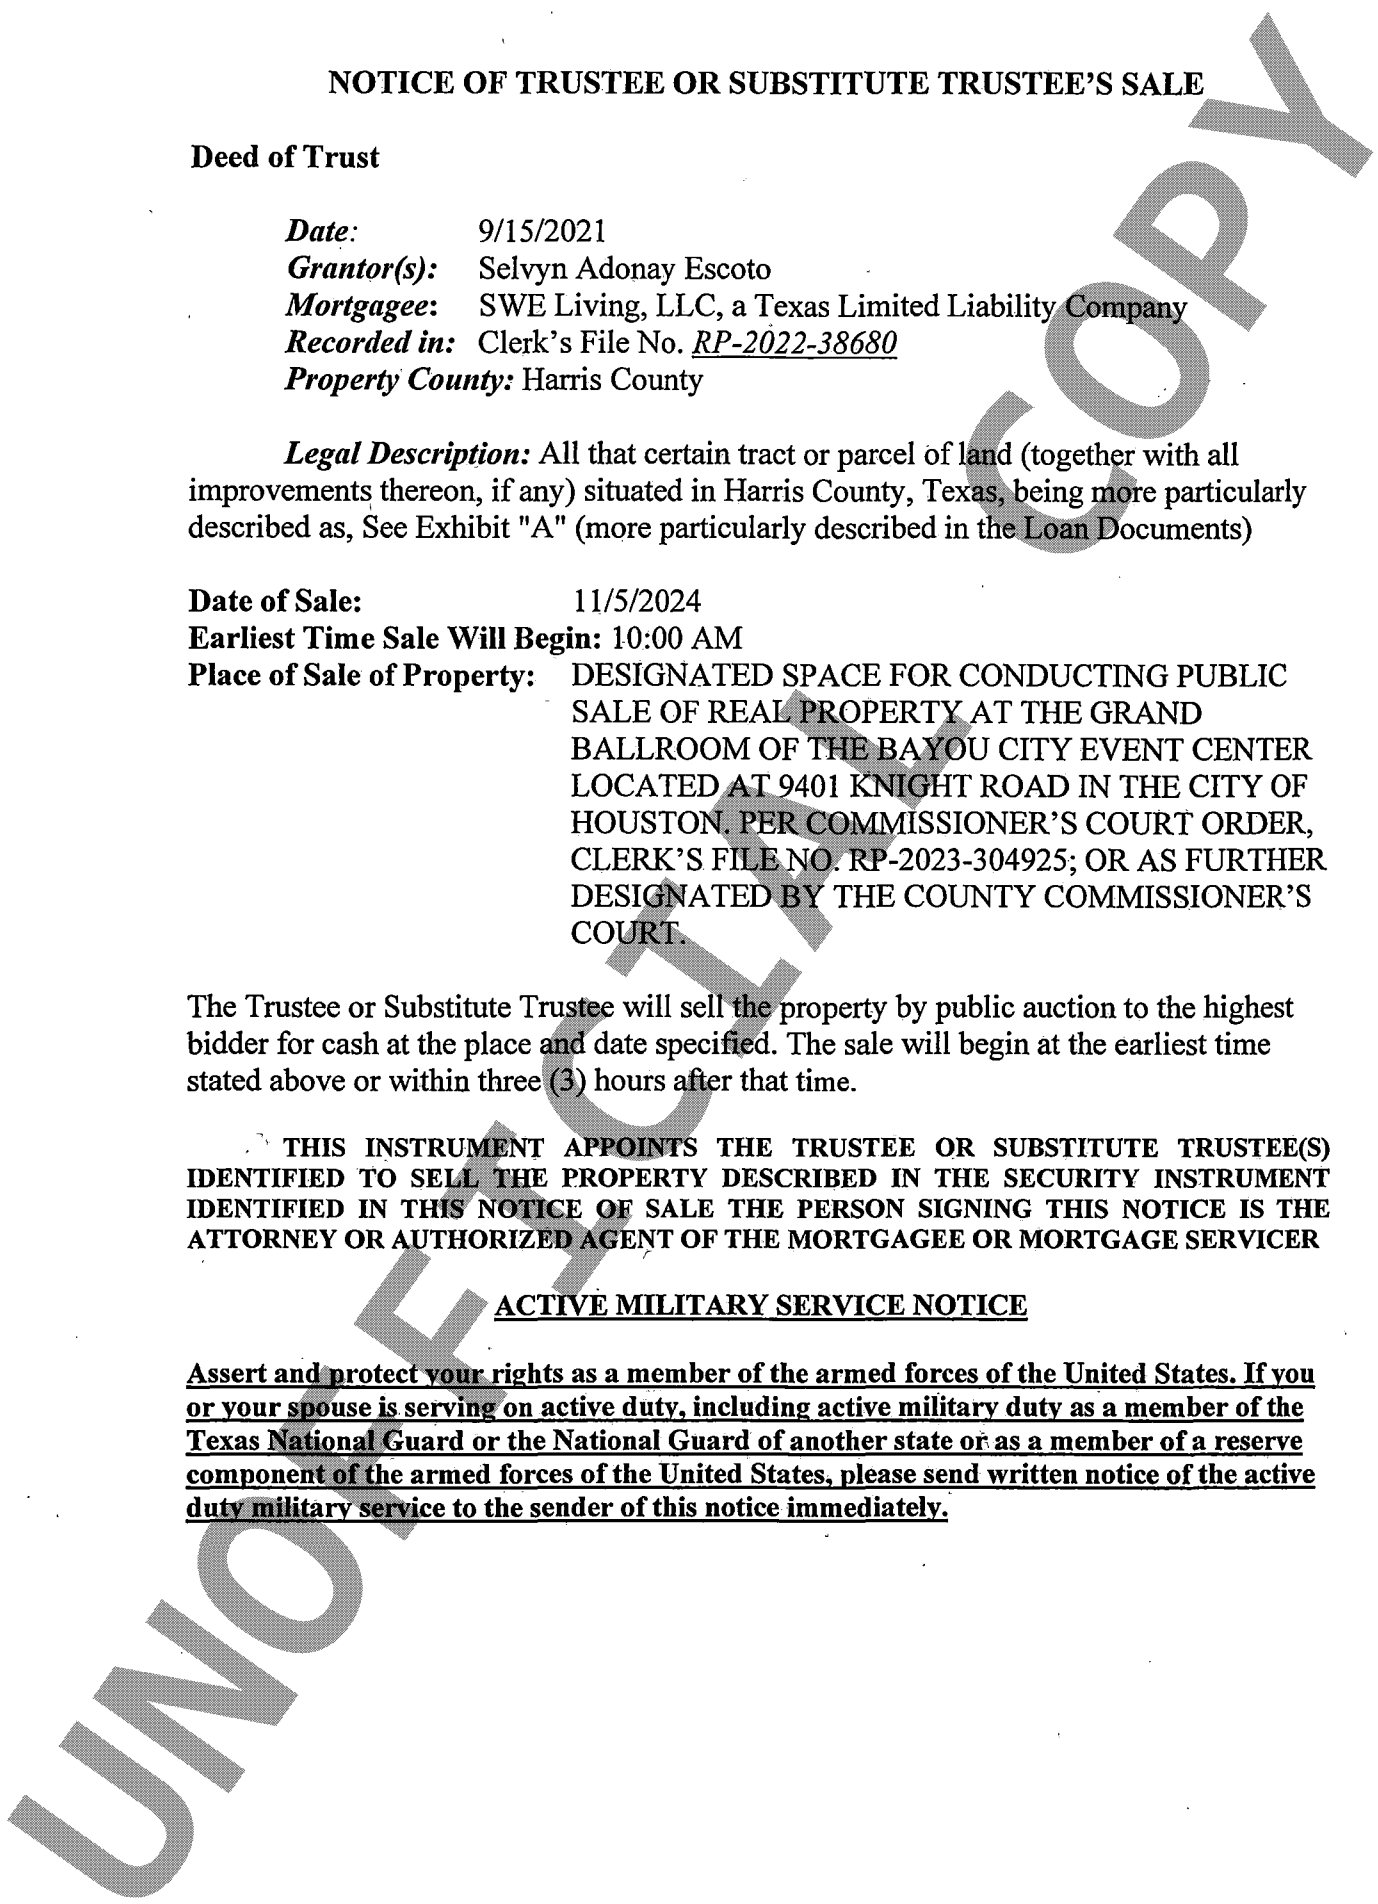 NOTICE OF TRUSTEE OR SUBSTITUTE TRUSTEE'S SALE
Deed of Trust
Date: 9/15/2021
Grantor(s): Selvyn Adonay Escoto
Mortgagee: SWE Living, LLC, a Texas Limited Liability Company
Recorded in: Clerk's File No. RP-2022-38680
Property County: Harris County
Legal Description: All that certain tract or parcel of land (together with all
improvements thereon, if any) situated in Harris County, Texas, being more particularly
described as, See Exhibit "A" (more particularly described in the Loan Documents)
Date of Sale: 11/5/2024
Earliest Time Sale Will Begin: 10:00 AM
Place of Sale of Property: DESIGNATED SPACE FOR CONDUCTING PUBLIC
SALE OF REAL PROPERTY AT THE GRAND
BALLROOM OF THE BAYOU CITY EVENT CENTER
LOCATED AT 9401 KNIGHT ROAD IN THE CITY OF
HOUSTON. PER COMMISSIONER'S COURT ORDER,
CLERK'S FILE NO. RP-2023-304925; OR AS FURTHER
DESIGNATED BY THE COUNTY COMMISSIONER'S
COURT.
The Trustee or Substitute Trustee will sell the property by public auction to the highest
bidder for cash at the place and date specified. The sale will begin at the earliest time
stated above or within three (3) hours after that time.
THIS INSTRUMENT APPOINTS THE TRUSTEE OR SUBSTITUTE TRUSTEE(S)
IDENTIFIED TO SELL THE PROPERTY DESCRIBED IN THE SECURITY INSTRUMENT
IDENTIFIED IN THIS NOTICE OF SALE THE PERSON SIGNING THIS NOTICE IS THE
ATTORNEY OR AUTHORIZED AGENT OF THE MORTGAGEE OR MORTGAGE SERVICER
ACTIVE MILITARY SERVICE NOTICE
Assert and protect your rights as a member of the armed forces of the United States. If you
or your spouse is serving on active duty, including active military duty as a member of the
Texas National Guard or the National Guard of another state or as a member of a reserve
component of the armed forces of the United States, please send written notice of the active
duty military service to the sender of this notice immediately.
UNOFFICIAL COPY